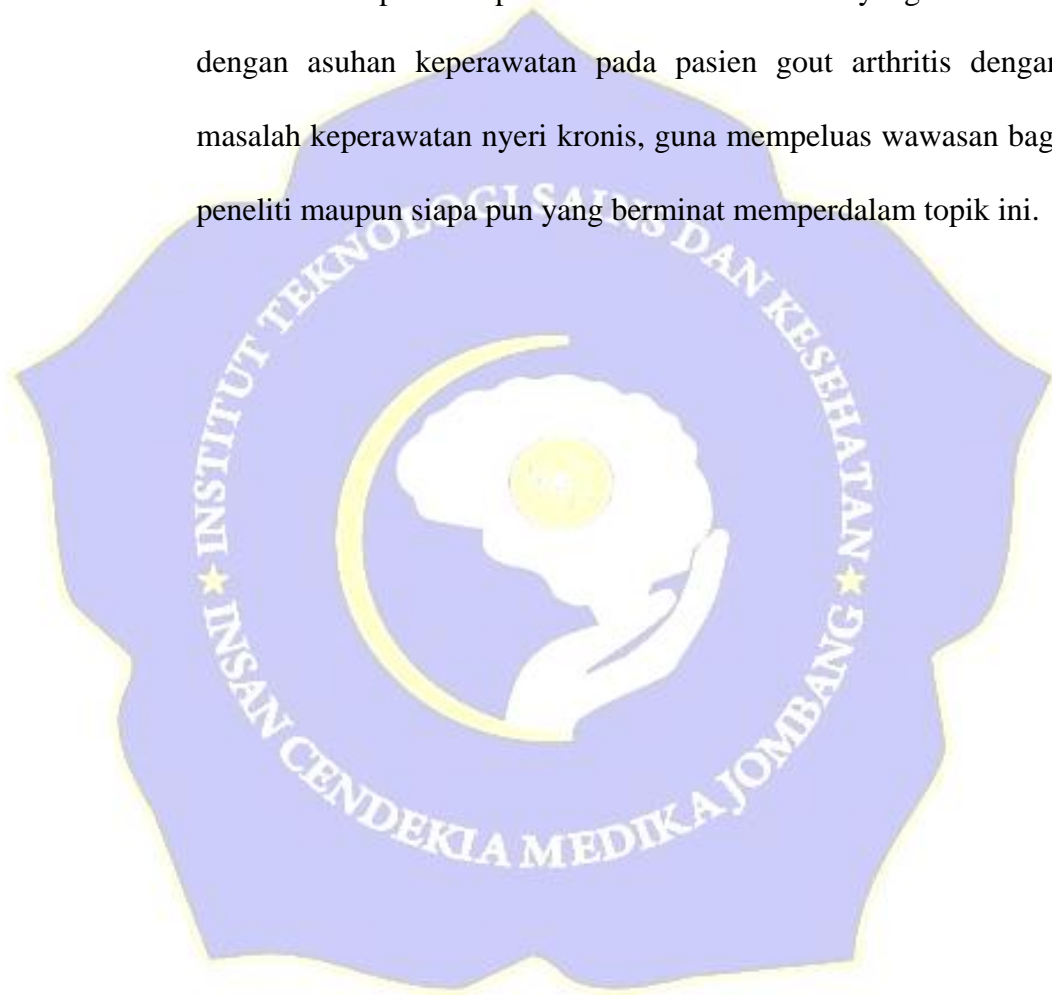 dengan asuhan keperawatan pada pasien gout arthritis dengan
masalah keperawatan nyeri kronis, guna mempeluas wawasan bag
peneliti maupun siapa pun yang berminat memperdalam topik ini.
INSTITUT TEKNOLOGI SAINS DAN KESEHATAN
INSAN CENDEKIA MEDIKA JOMBANG